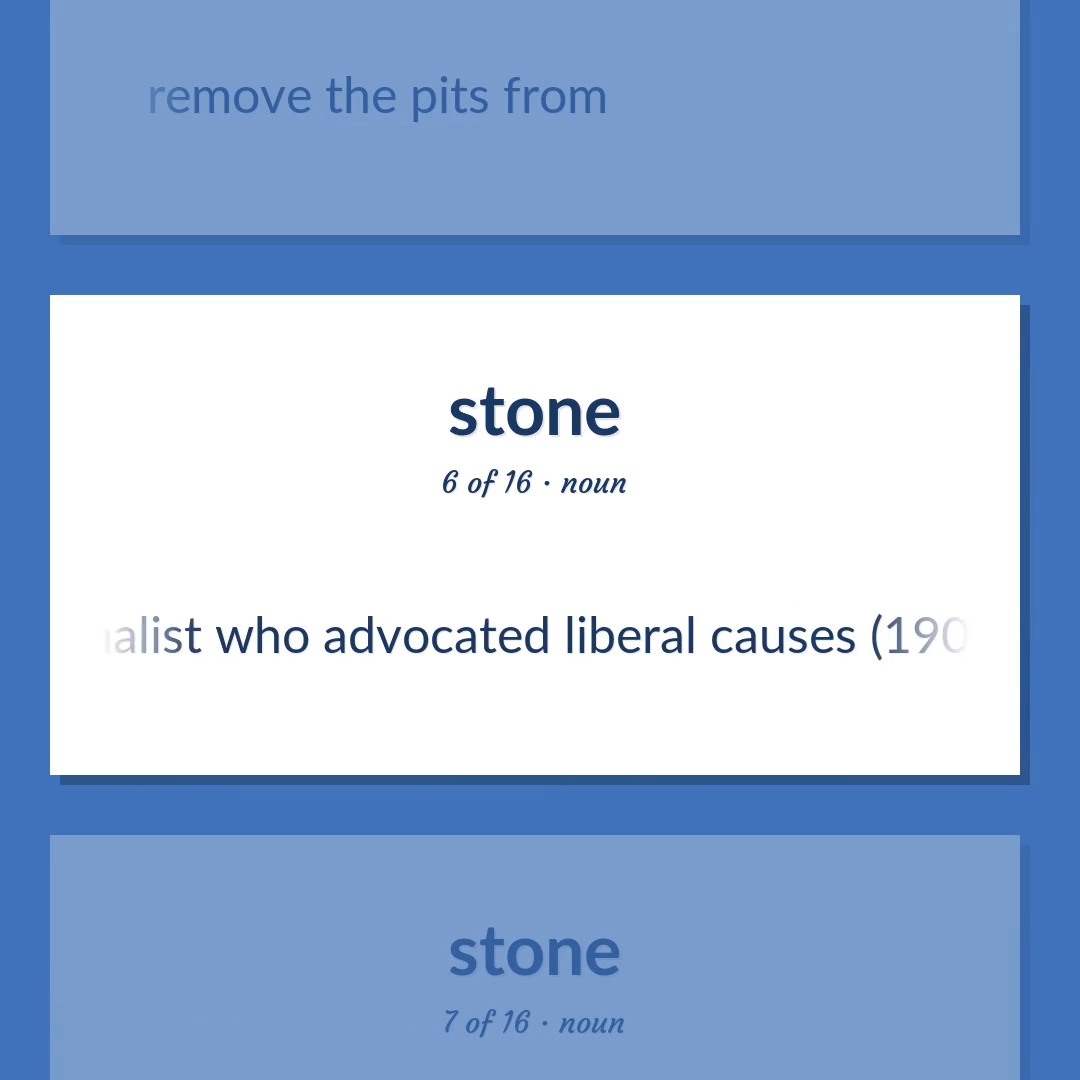 remove the pits from
stone
6 of 16 · noun
alist who advocated liberal causes (190
stone
7 of 16 · noun